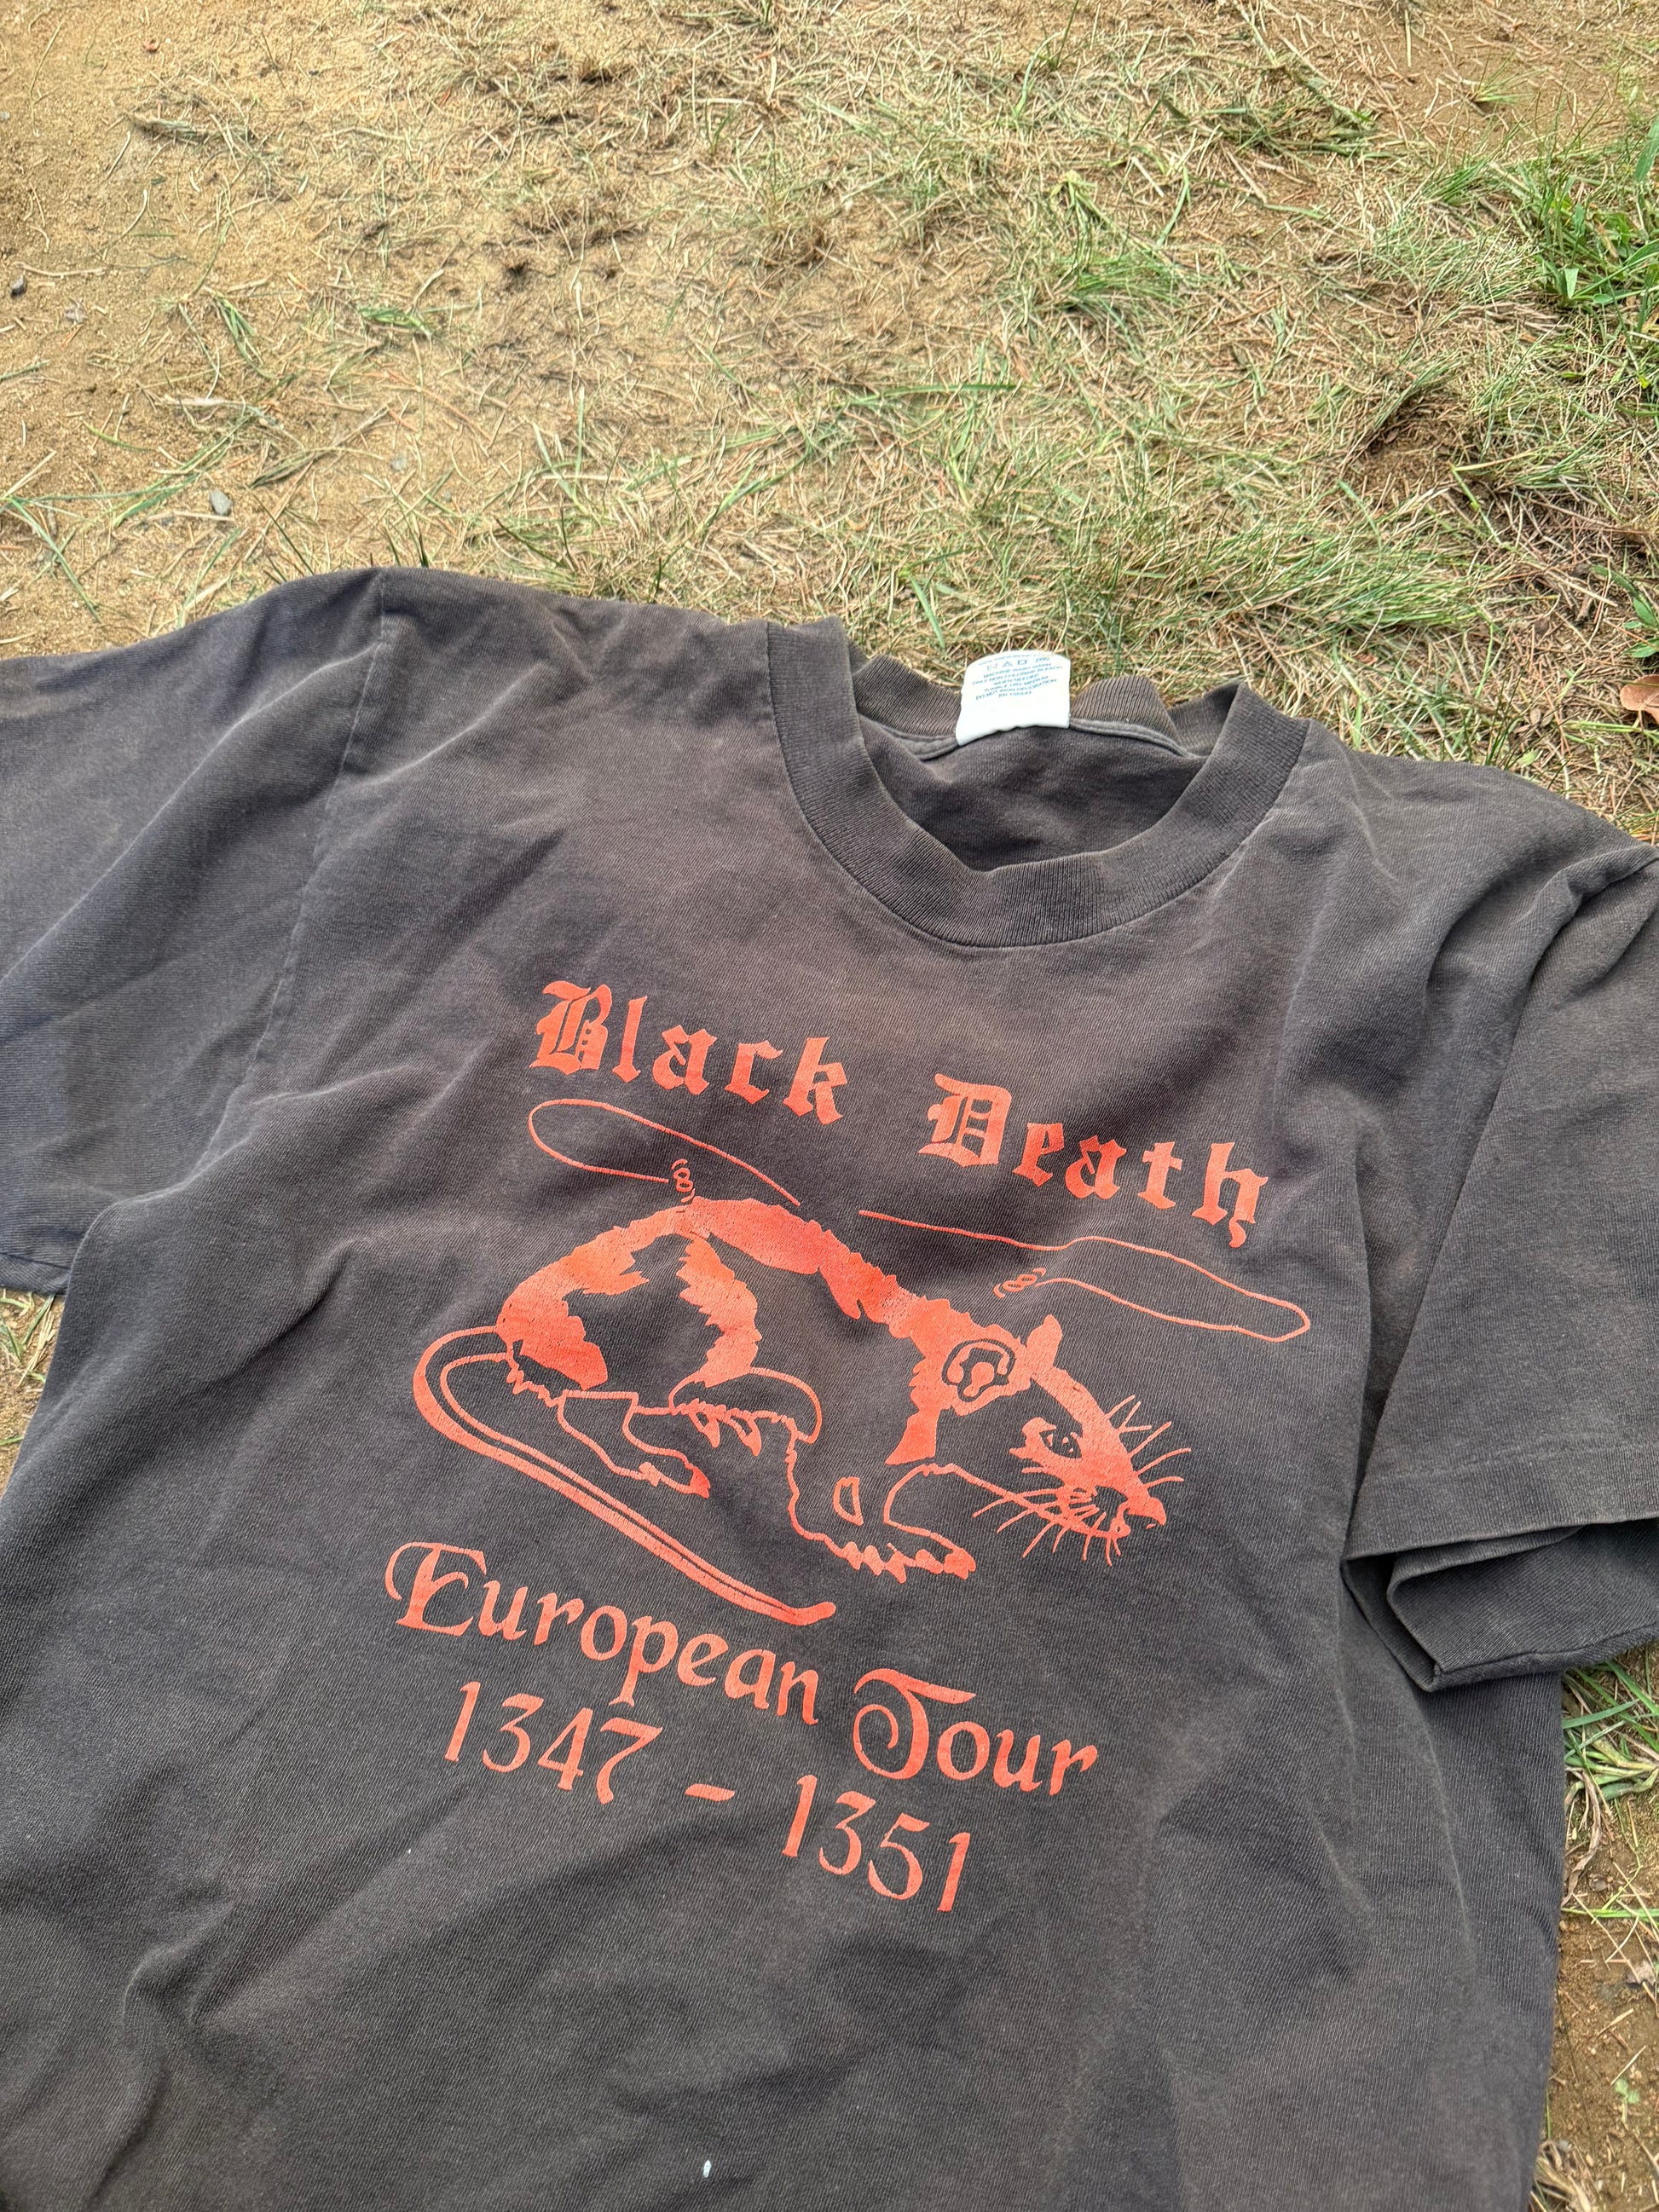 Black Death
European Tour
1347 - 1351